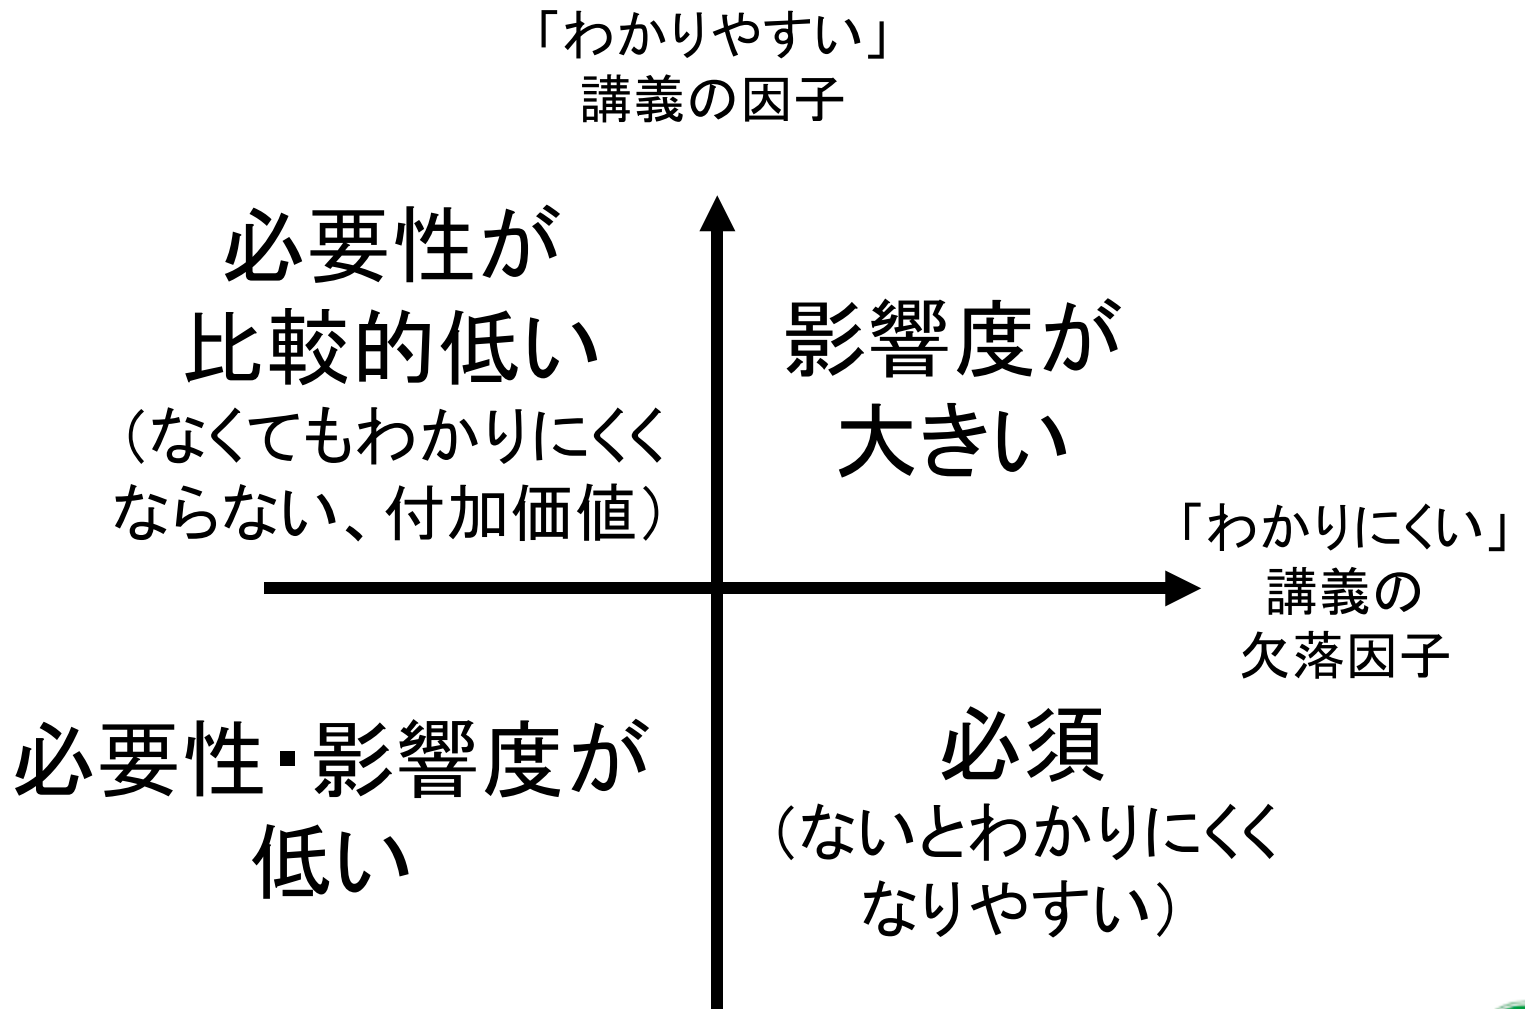 「わかりやすい」
講義の因子
必要性が
比較的低い
（なくてもわかりにくく
ならない、付加価値）
影響度が
大きい
「わかりにくい」
講義の
欠落因子
必要性・影響度が
低い
必須
（ないとわかりにくく
なりやすい）